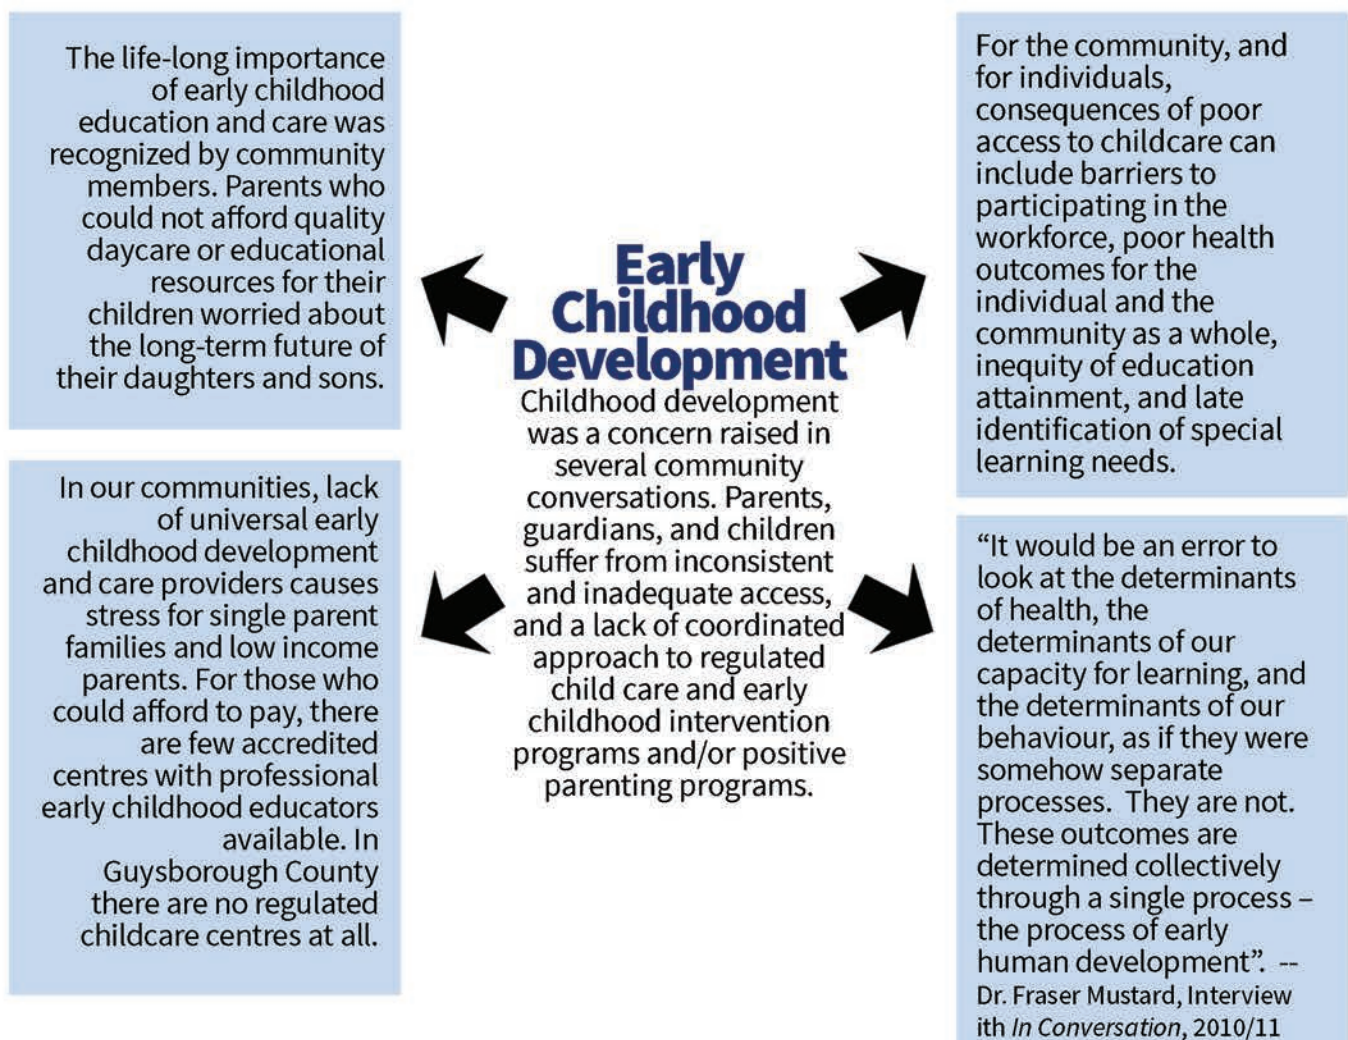 The life-long importance
of early childhood
education and care was
recognized by community
members. Parents who
could not afford quality
daycare or educational
resources for their
children worried about
the long-term future of
their daughters and sons.
In our communities, lack
of universal early
childhood development
and care providers causes
stress for single parent
families and low income
parents. For those who
could afford to pay, there
are few accredited
centres with professional
early childhood educators
available. In
Guysborough County
there are no regulated
childcare centres at all.
Early
Childhood
Development
Childhood development
was a concern raised in
several community
conversations. Parents,
guardians, and children
suffer from inconsistent
and inadequate access,
and a lack of coordinated
approach to regulated
child care and early
childhood intervention
programs and/or positive
parenting programs.
For the community, and
for individuals,
consequences of poor
access to childcare can
include barriers to
participating in the
workforce, poor health
outcomes for the
individual and the
community as a whole,
inequity of education
attainment, and late
identification of special
learning needs.
“It would be an error to
look at the determinants
of health, the
determinants of our
capacity for learning, and
the determinants of our
behaviour, as if they were
somehow separate
processes.  They are not.
These outcomes are
determined collectively
through a single process –
the process of early
human development”.  --
Dr. Fraser Mustard, Interview
ith In Conversation, 2010/11